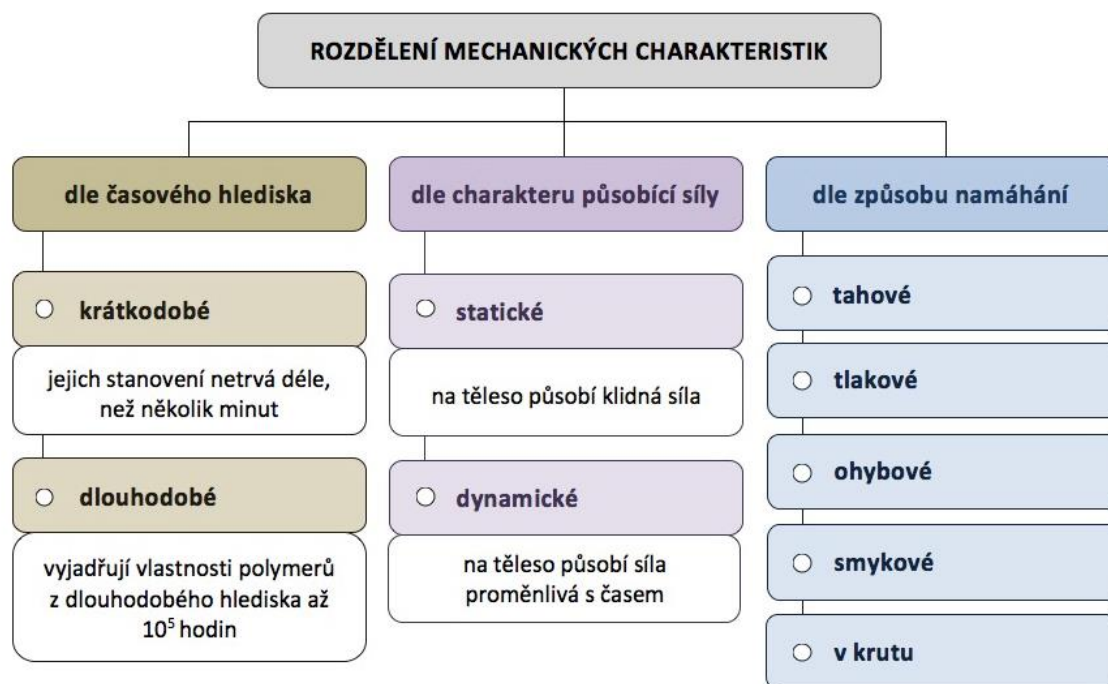 ROZDĚLENÍ MECHANICKÝCH CHARAKTERISTIK
dle časového hlediska
krátkodobé
jejich stanovení netrvá déle,
než několik minut
dlouhodobé
vyjadřují vlastnosti polymerů
z dlouhodobého hlediska až
10⁵ hodin
dle charakteru působící síly
statické
na těleso působí klidná síla
dynamické
na těleso působí síla
proměnlivá s časem
dle způsobu namáhání
tahové
tlakové
ohybové
smykové
v krutu